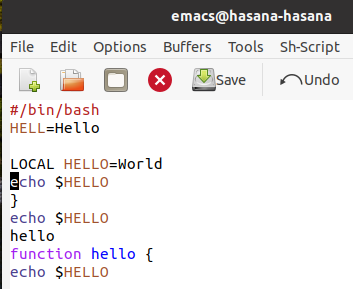 emacs@hasana-hasana
File Edit Options Buffers Tools Sh-Script
Save Undo
#/bin/bash
HELL=Hello
LOCAL HELLO=World
echo $HELLO
}
echo $HELLO
hello
function hello {
echo $HELLO